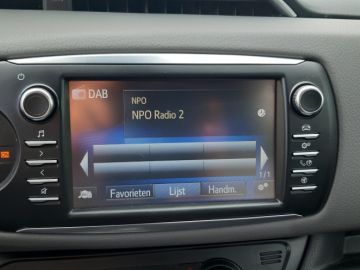 DAB
NPO
NPO Radio 2
1/1
Favorieten Lijst Handm.